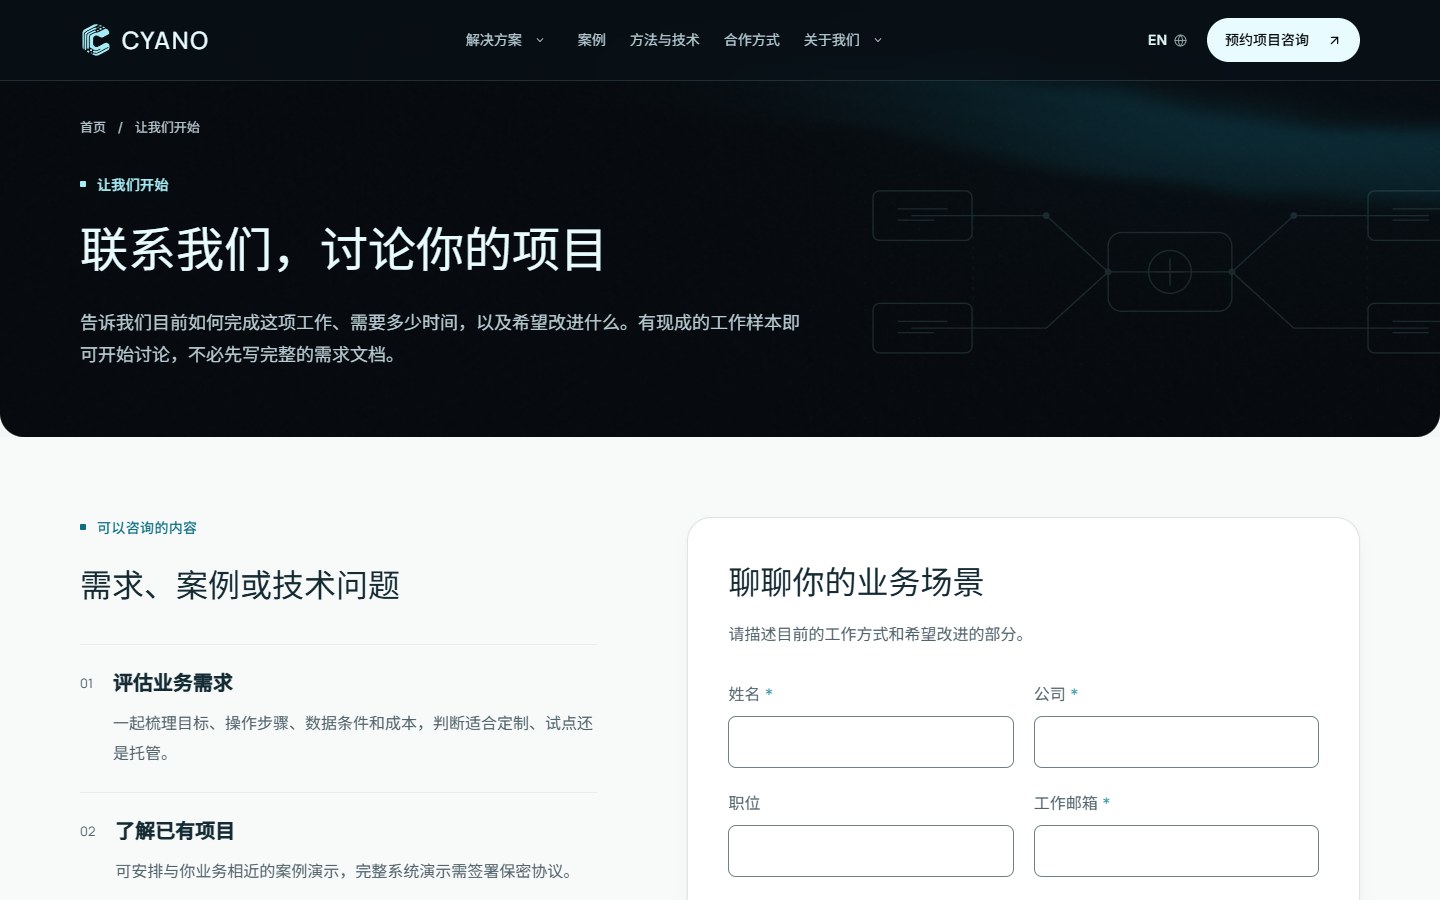 CYANO
解决方案
案例
方法与技术
合作方式
关于我们
EN
预约项目咨询
首页 / 让我们开始
让我们开始
联系我们，讨论你的项目
告诉我们目前如何完成这项工作、需要多少时间，以及希望改进什么。有现成的工作样本即
可开始讨论，不必先写完整的需求文档。
可以咨询的内容
需求、案例或技术问题
01 评估业务需求
一起梳理目标、操作步骤、数据条件和成本，判断适合定制、试点还
是托管。
02 了解已有项目
可安排与你业务相近的案例演示，完整系统演示需签署保密协议。
聊聊你的业务场景
请描述目前的工作方式和希望改进的部分。
姓名 *
公司 *
职位
工作邮箱 *